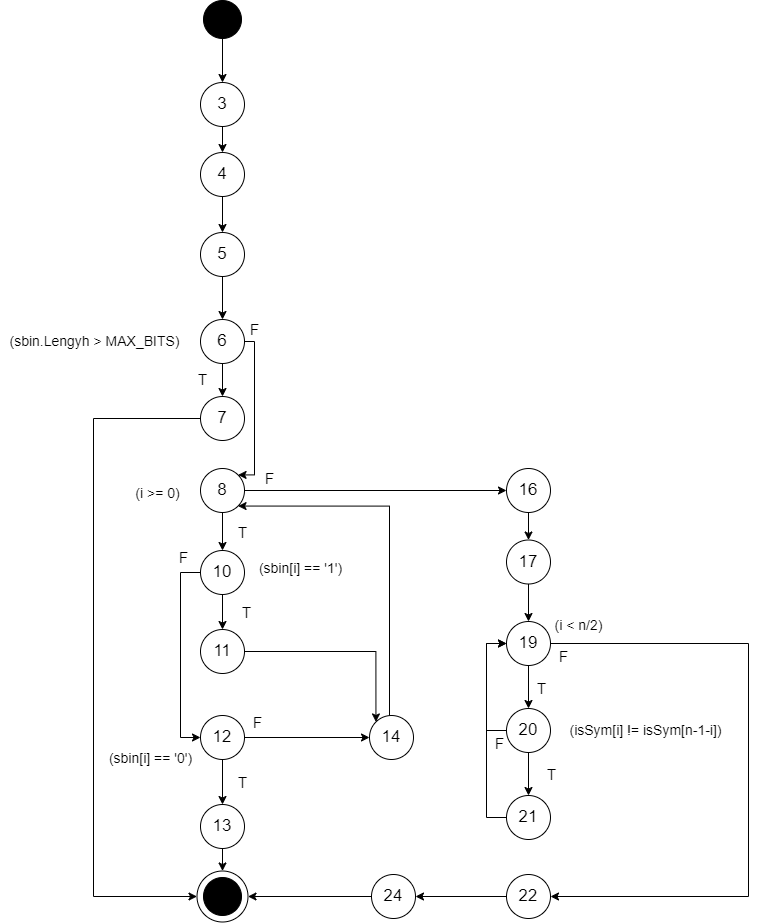 3
4
5
(sbin.Lengyh > MAX_BITS)
6
F
T
7
(i >= 0)
8
F
16
T
F
10
(sbin[i] == '1')
17
T
11
(i < n/2)
19
F
T
12
F
14
20
(isSym[i] != isSym[n-1-i])
F
(sbin[i] == '0')
T
T
13
21
24
22